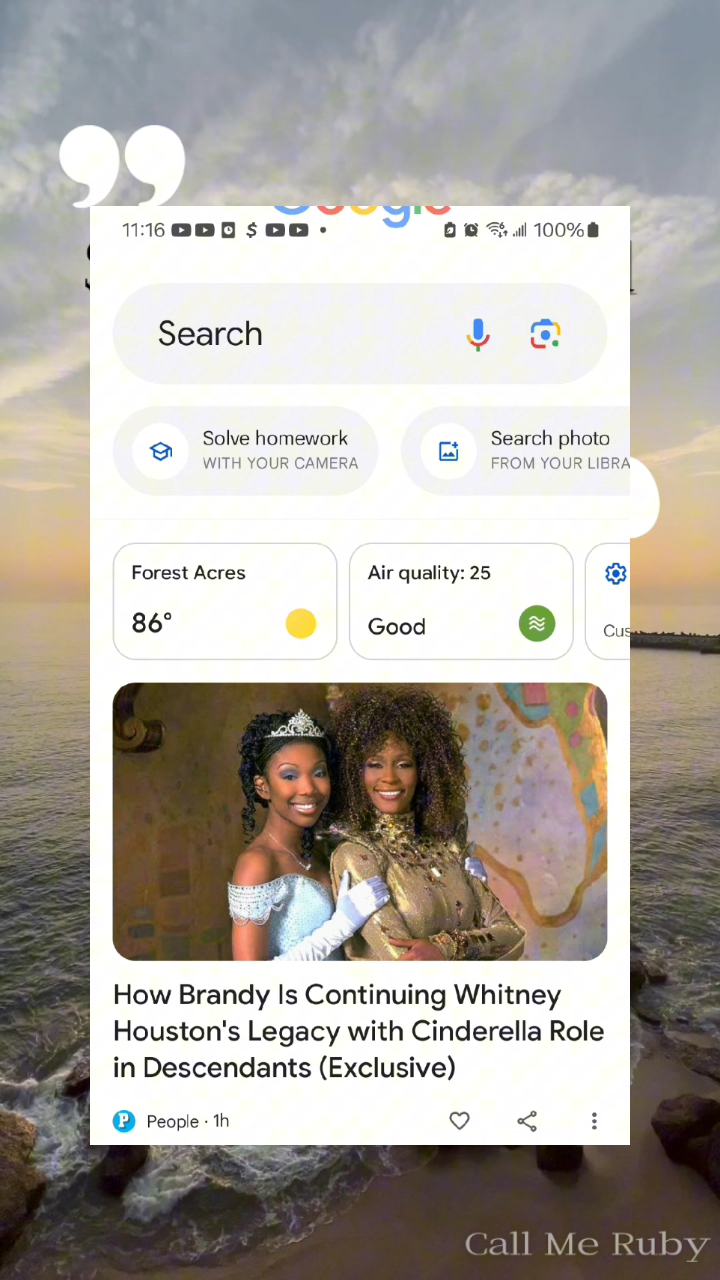 Google
11:16 $ 100%
Search
Solve homework
WITH YOUR CAMERA
Search photo
FROM YOUR LIBRA
Forest Acres
86°
Air quality: 25
Good
Cus
How Brandy Is Continuing Whitney
Houston's Legacy with Cinderella Role
in Descendants (Exclusive)
People · 1h
Call Me Ruby